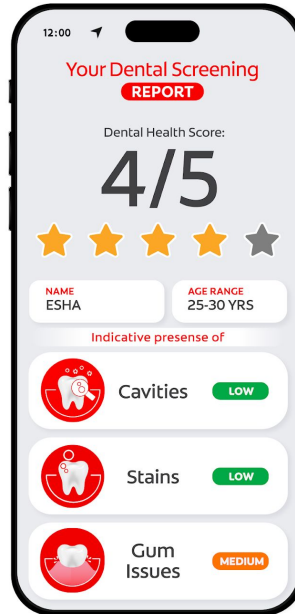 12:00
Your Dental Screening
REPORT
Dental Health Score:
4/5
NAME
ESHA
AGE RANGE
25-30 YRS
Indicative presense of
Cavities
LOW
Stains
LOW
Gum
Issues
MEDIUM